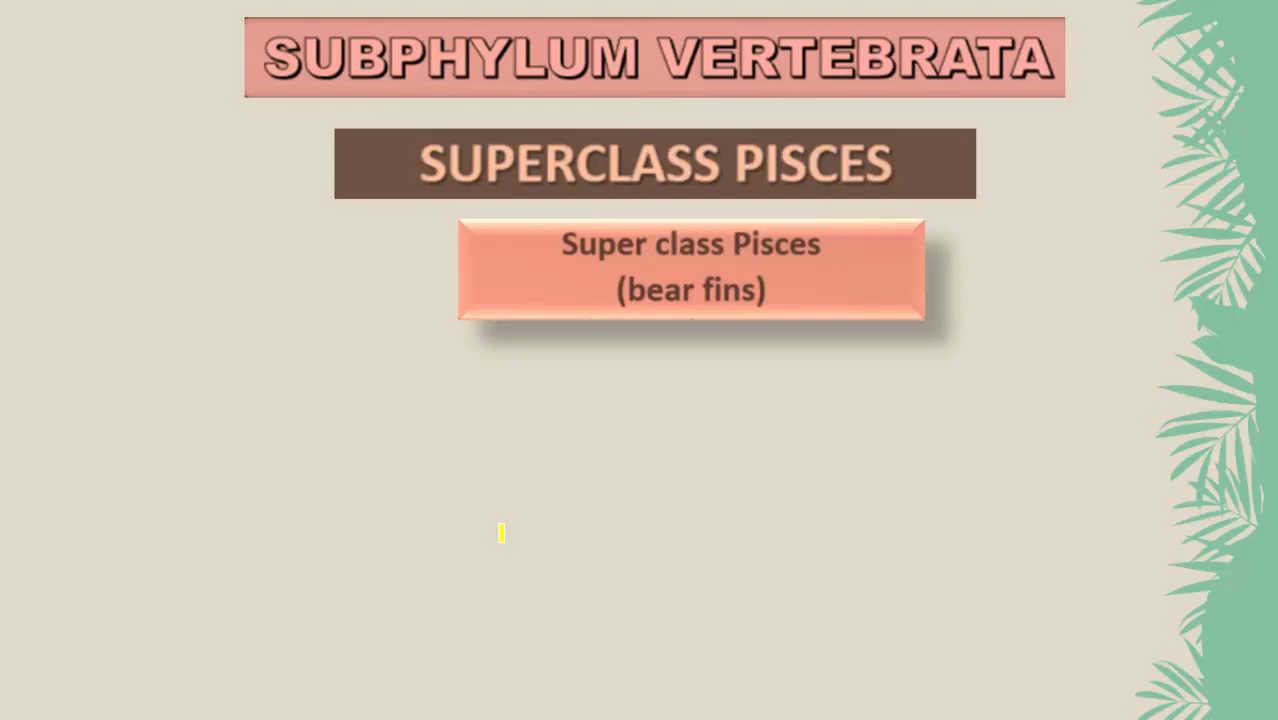 SUBPHYLUM VERTEBRATA
SUPERCLASS PISCES
Super class Pisces
(bear fins)